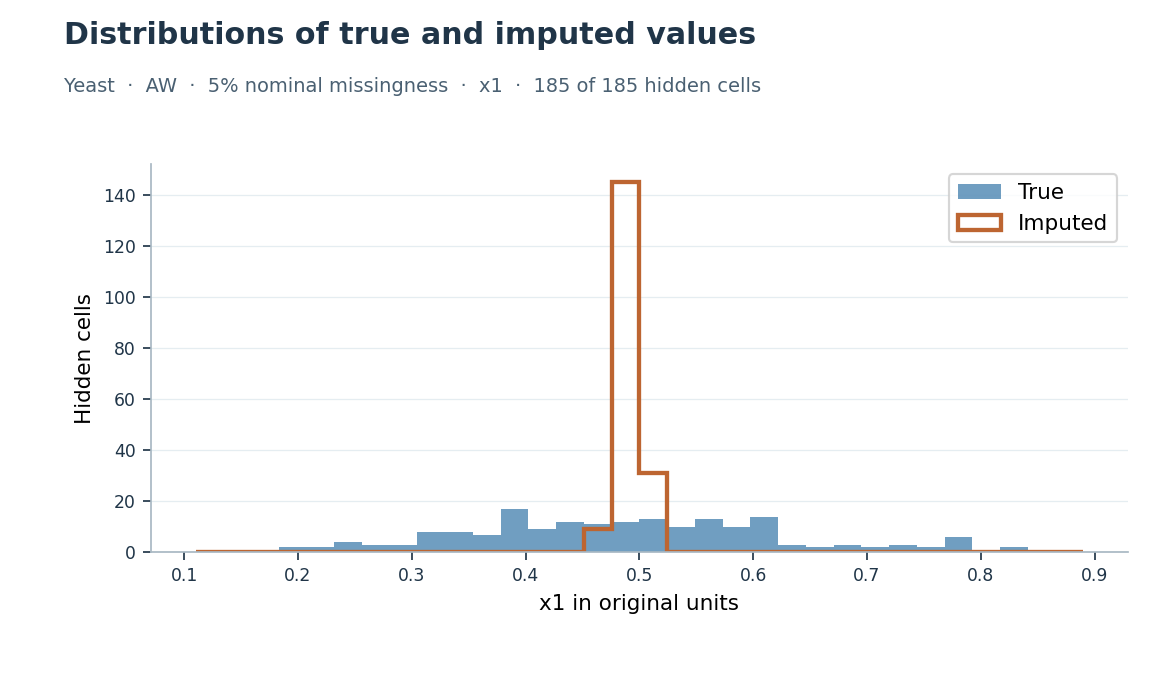 Distributions of true and imputed values
Yeast · AW · 5% nominal missingness · x1 · 185 of 185 hidden cells
True
Imputed
Hidden cells
140
120
100
80
60
40
20
0
0.1 0.2 0.3 0.4 0.5 0.6 0.7 0.8 0.9
x1 in original units